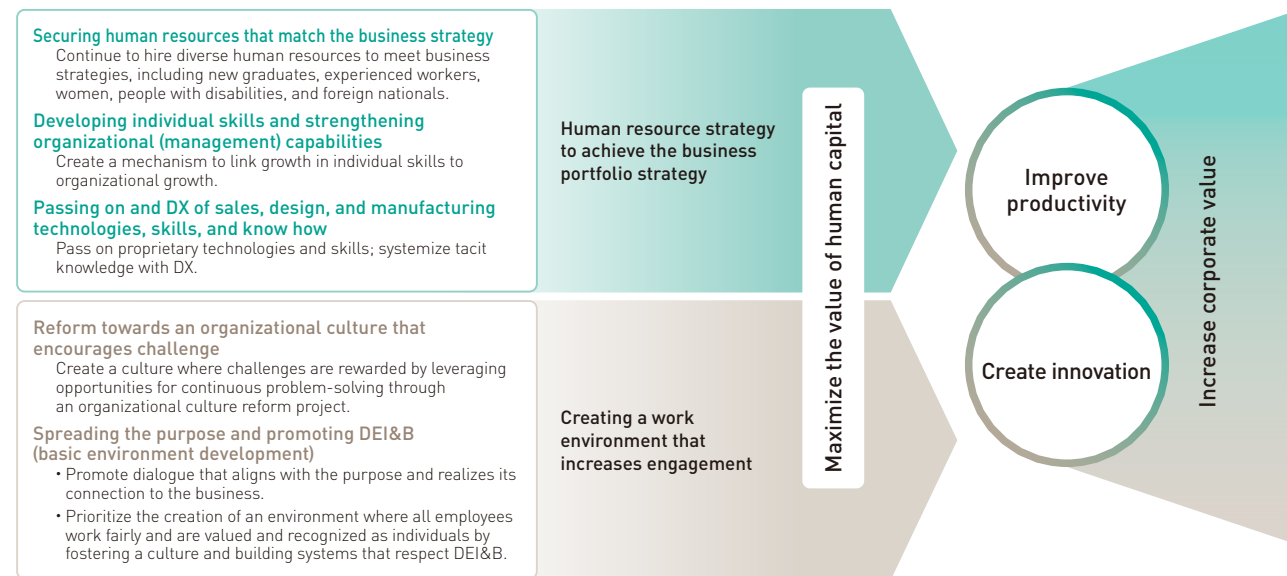 Securing human resources that match the business strategy
Continue to hire diverse human resources to meet business
strategies, including new graduates, experienced workers,
women, people with disabilities, and foreign nationals.
Developing individual skills and strengthening
organizational (management) capabilities
Create a mechanism to link growth in individual skills to
organizational growth.
Passing on and DX of sales, design, and manufacturing
technologies, skills, and know how
Pass on proprietary technologies and skills; systemize tacit
knowledge with DX.
Human resource strategy
to achieve the business
portfolio strategy
Reform towards an organizational culture that
encourages challenge
Create a culture where challenges are rewarded by leveraging
opportunities for continuous problem-solving through
an organizational culture reform project.
Spreading the purpose and promoting DEI&B
(basic environment development)
• Promote dialogue that aligns with the purpose and realizes its
connection to the business.
• Prioritize the creation of an environment where all employees
work fairly and are valued and recognized as individuals by
fostering a culture and building systems that respect DEI&B.
Creating a work
environment that
increases engagement
Maximize the value of human capital
Improve
productivity
Create innovation
Increase corporate value